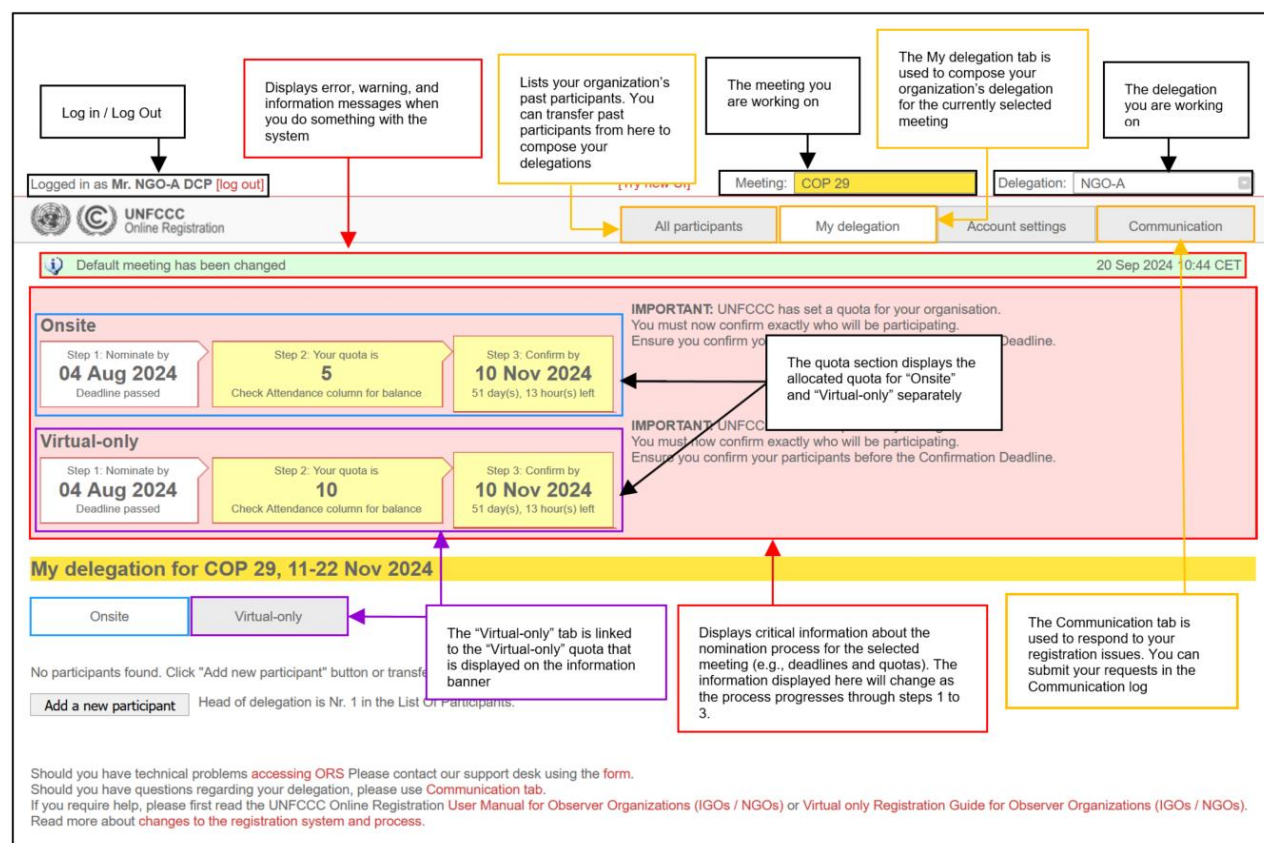 Log in / Log Out
Displays error, warning, and
information messages when
you do something with the
system
Lists your organization's
past participants. You
can transfer past
participants from here to
compose your
delegations
The meeting you
are working on
The My delegation tab is
used to compose your
organization's delegation
for the currently selected
meeting
The delegation
you are working
on
Logged in as Mr. NGO-A DCP [log out]
[Try new UI]
Meeting: COP 29
Delegation: NGO-A
UNFCCC
Online Registration
All participants
My delegation
Account settings
Communication
Default meeting has been changed
20 Sep 2024 10:44 CET
Onsite
Step 1: Nominate by
04 Aug 2024
Deadline passed
Step 2: Your quota is
5
Check Attendance column for balance
Step 3: Confirm by
10 Nov 2024
51 day(s), 13 hour(s) left
IMPORTANT: UNFCCC has set a quota for your organisation.
You must now confirm exactly who will be participating.
Ensure you confirm yo Deadline.
The quota section displays the
allocated quota for “Onsite”
and “Virtual-only” separately
Virtual-only
Step 1: Nominate by
04 Aug 2024
Deadline passed
Step 2: Your quota is
10
Check Attendance column for balance
Step 3: Confirm by
10 Nov 2024
51 day(s), 13 hour(s) left
IMPORTANT: UNFCC
You must now confirm exactly who will be participating.
Ensure you confirm your participants before the Confirmation Deadline.
My delegation for COP 29, 11-22 Nov 2024
Onsite
Virtual-only
The “Virtual-only” tab is linked
to the “Virtual-only” quota that
is displayed on the information
banner
Displays critical information about the
nomination process for the selected
meeting (e.g., deadlines and quotas). The
information displayed here will change as
the process progresses through steps 1 to
3.
The Communication tab is
used to respond to your
registration issues. You can
submit your requests in the
Communication log
No participants found. Click "Add new participant" button or transfe
Add a new participant
Head of delegation is Nr. 1 in the List Of Participants.
Should you have technical problems accessing ORS Please contact our support desk using the form.
Should you have questions regarding your delegation, please use Communication tab.
If you require help, please first read the UNFCCC Online Registration User Manual for Observer Organizations (IGOs / NGOs) or Virtual only Registration Guide for Observer Organizations (IGOs / NGOs).
Read more about changes to the registration system and process.